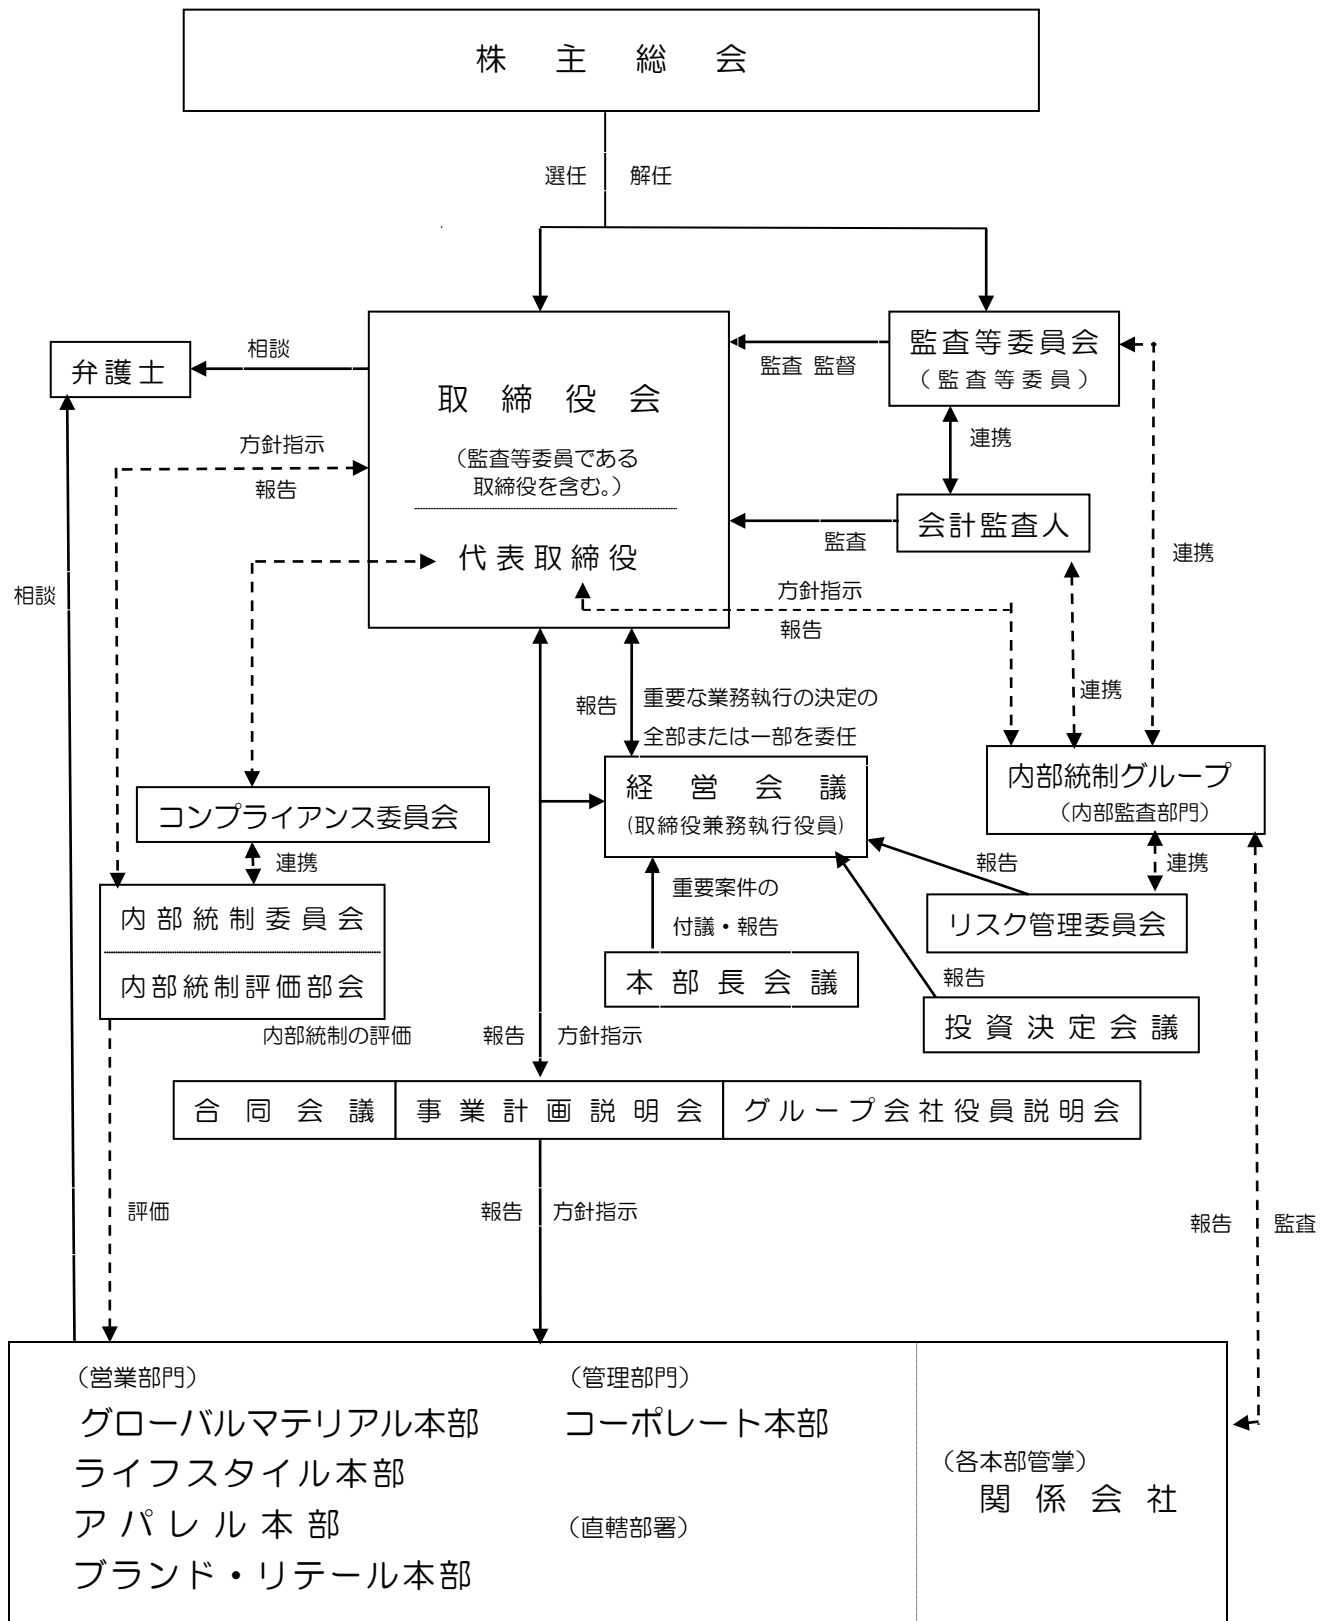 株主総会
選任 解任
監査等委員会
（監査等委員）
弁護士
相談
監査 監督
取締役会
（監査等委員である
取締役を含む。）
代表取締役
方針指示
報告
連携
会計監査人
監査
連携
相談
方針指示
報告
連携
報告
重要な業務執行の決定の
全部または一部を委任
経営会議
(取締役兼務執行役員)
内部統制グループ
（内部監査部門）
コンプライアンス委員会
連携
報告
連携
重要案件の
付議・報告
内部統制委員会
内部統制評価部会
リスク管理委員会
本部長会議
報告
投資決定会議
内部統制の評価
報告 方針指示
合同会議 事業計画説明会 グループ会社役員説明会
評価
報告 方針指示
報告 監査
（営業部門） （管理部門）
グローバルマテリアル本部 コーポレート本部
ライフスタイル本部
（各本部管掌）
関係会社
アパレル本部 （直轄部署）
ブランド・リテール本部